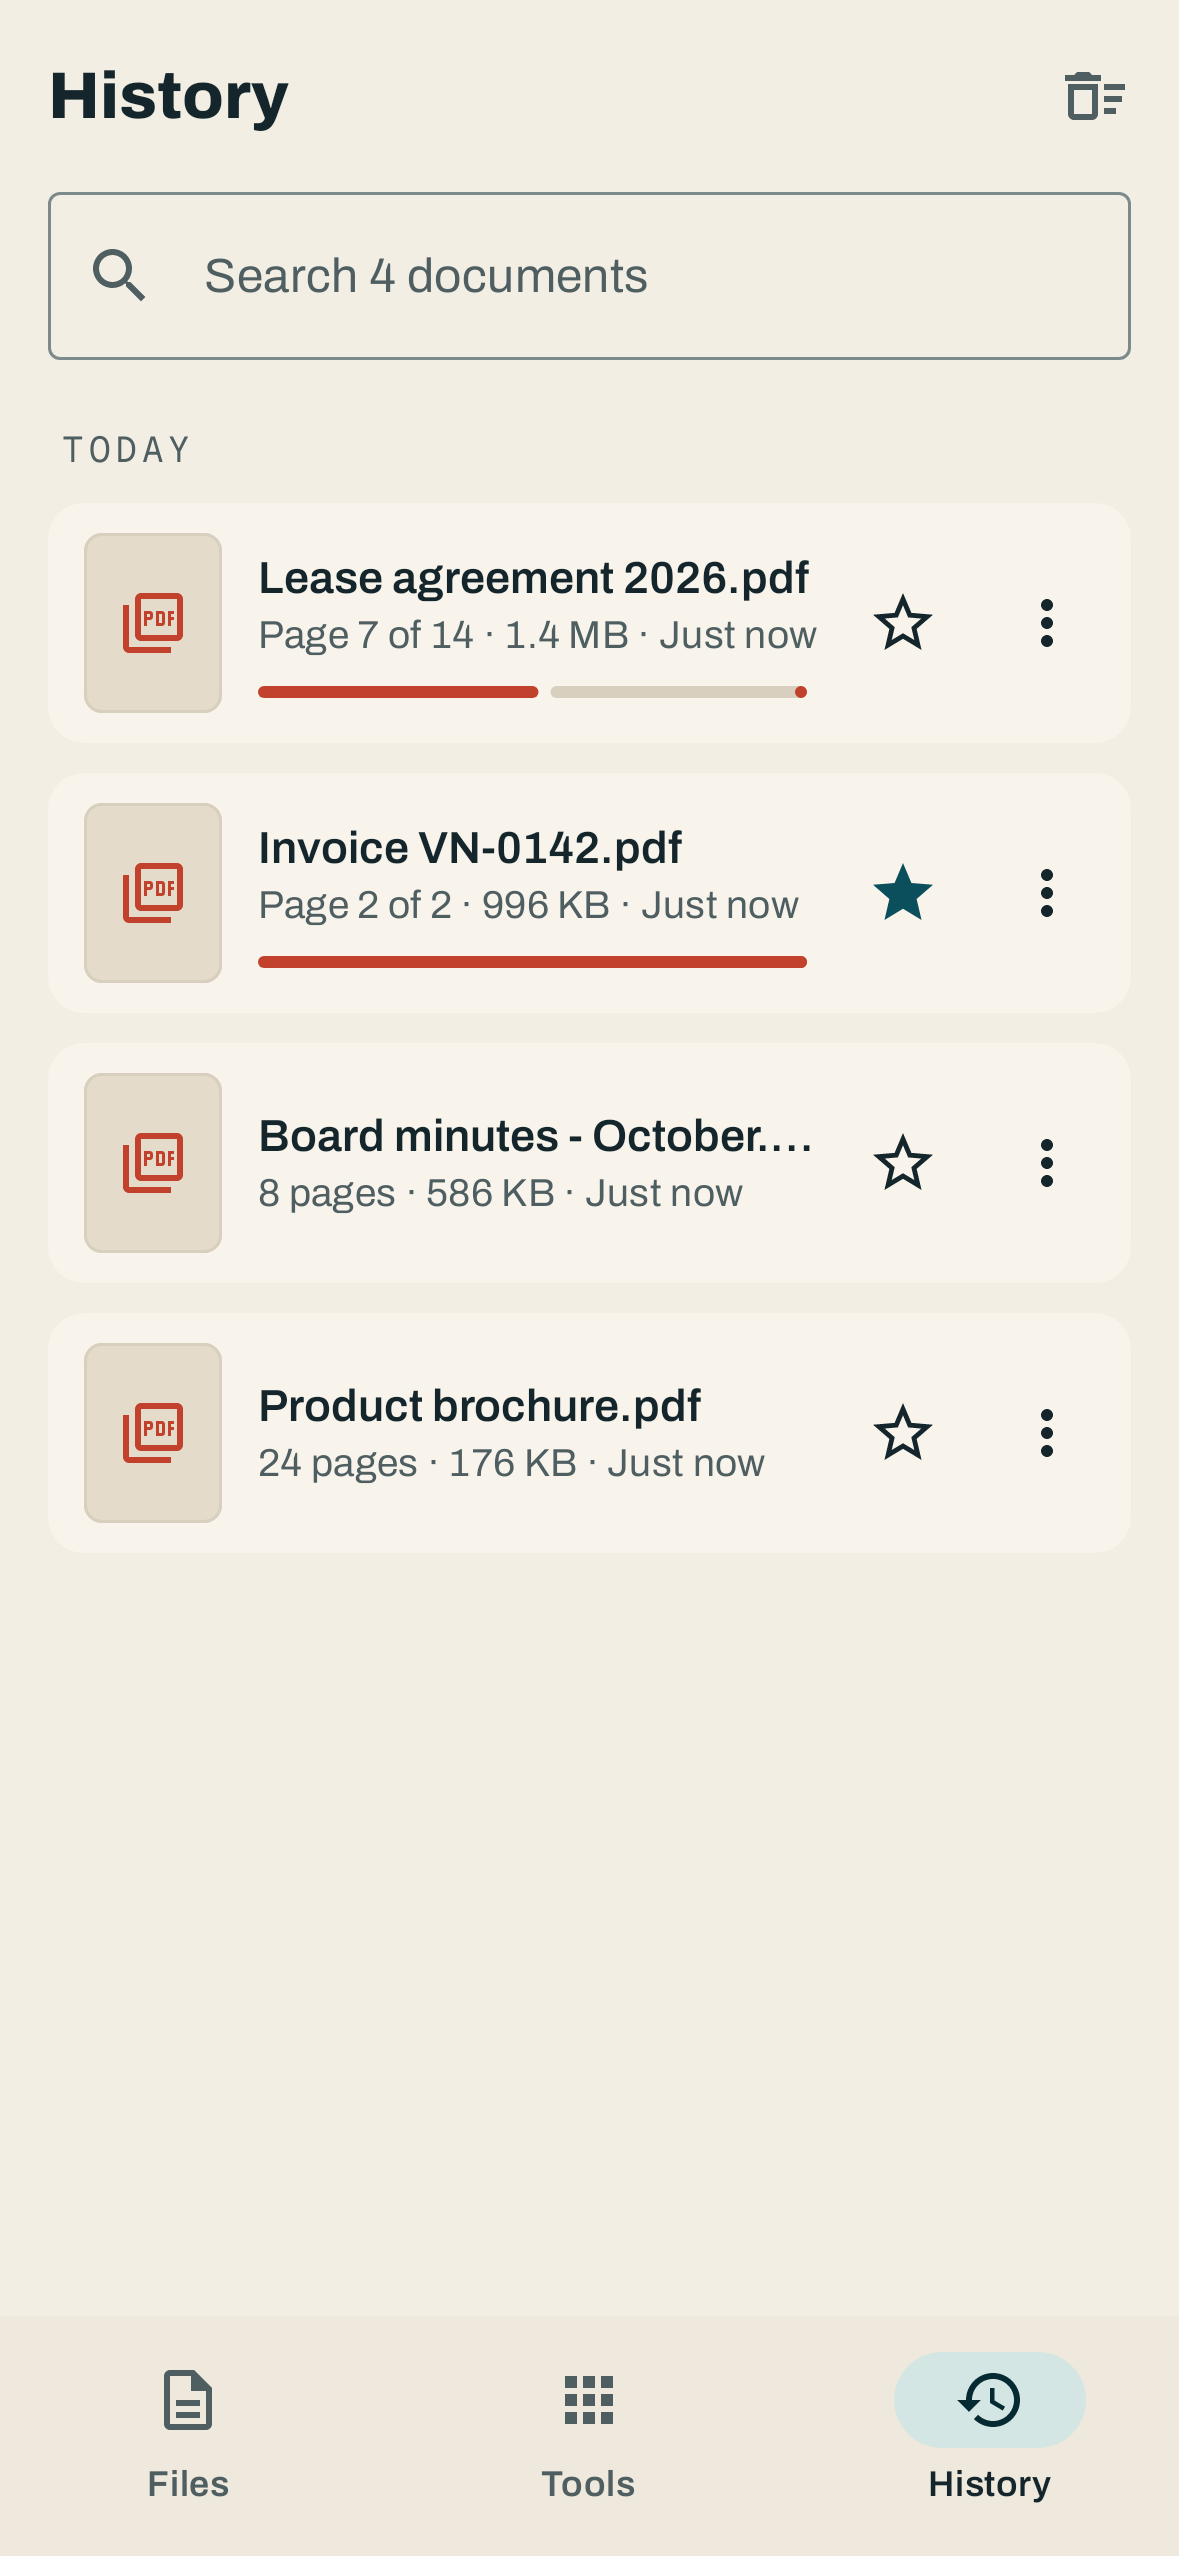 History
Search 4 documents
TODAY
PDF
Lease agreement 2026.pdf
Page 7 of 14 · 1.4 MB · Just now
PDF
Invoice VN-0142.pdf
Page 2 of 2 · 996 KB · Just now
PDF
Board minutes - October....
8 pages · 586 KB · Just now
PDF
Product brochure.pdf
24 pages · 176 KB · Just now
Files
Tools
History